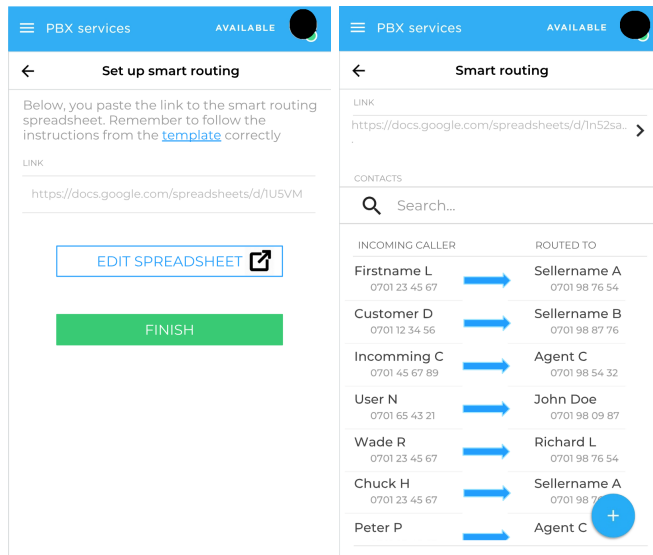 PBX services
AVAILABLE
Set up smart routing
Below, you paste the link to the smart routing
spreadsheet. Remember to follow the
instructions from the template correctly
LINK
https://docs.google.com/spreadsheets/d/1U5VM
EDIT SPREADSHEET
FINISH
PBX services
AVAILABLE
Smart routing
LINK
https://docs.google.com/spreadsheets/d/1n52sa..
.
CONTACTS
Search...
INCOMING CALLER ROUTED TO
Firstname L Sellername A
0701 23 45 67 0701 98 76 54
Customer D Sellername B
0701 12 34 56 0701 98 87 76
Incomming C Agent C
0701 45 67 89 0701 98 54 32
User N John Doe
0701 65 43 21 0701 98 09 87
Wade R Richard L
0701 23 45 67 0701 98 76 54
Chuck H Sellername A
0701 23 45 67 0701 98
Peter P Agent C